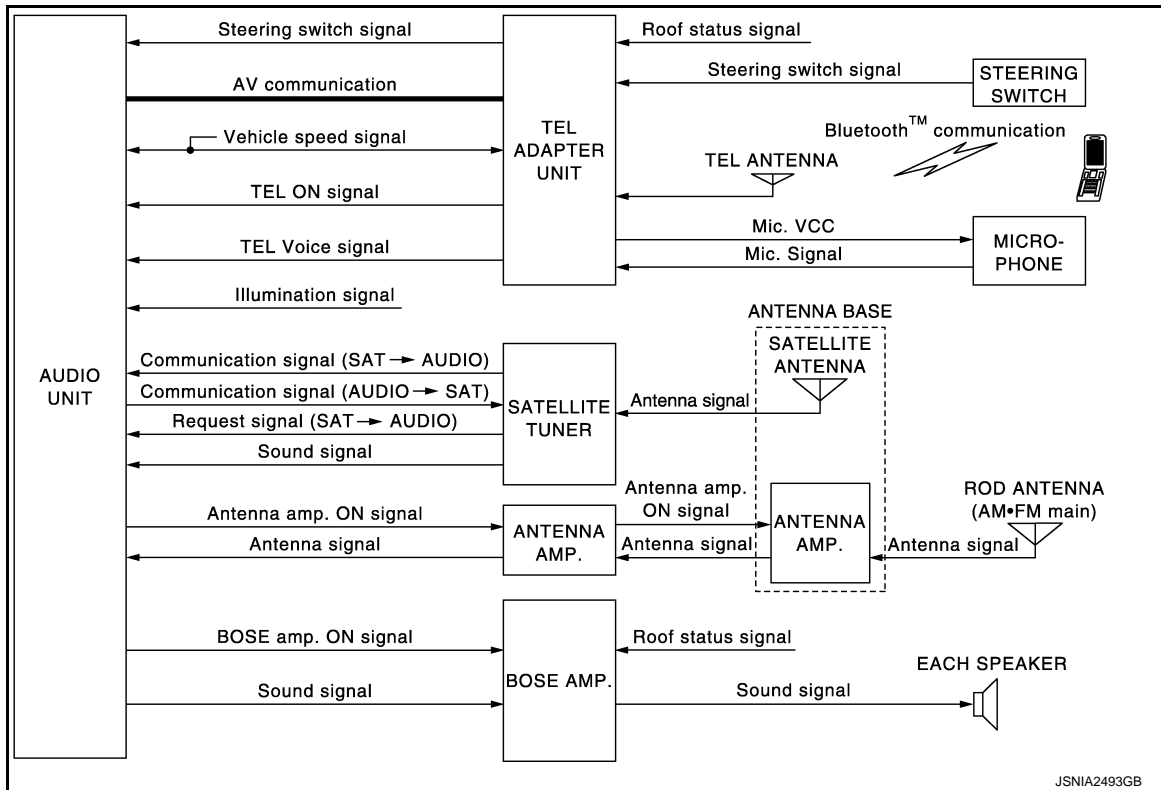 Steering switch signal
Roof status signal
Steering switch signal
STEERING
SWITCH
AV communication
Vehicle speed signal
TEL
ADAPTER
UNIT
Bluetooth™ communication
TEL ANTENNA
TEL ON signal
Mic. VCC
TEL Voice signal
Mic. Signal
MICRO-
PHONE
Illumination signal
ANTENNA BASE
AUDIO
UNIT
Communication signal (SAT → AUDIO)
Communication signal (AUDIO → SAT)
Request signal (SAT → AUDIO)
Sound signal
SATELLITE
TUNER
Antenna signal
SATELLITE
ANTENNA
Antenna amp. ON signal
Antenna signal
ANTENNA
AMP.
Antenna amp.
ON signal
Antenna signal
ANTENNA
AMP.
Antenna signal
ROD ANTENNA
(AM•FM main)
BOSE amp. ON signal
Sound signal
BOSE AMP.
Roof status signal
Sound signal
EACH SPEAKER
JSNIA2493GB